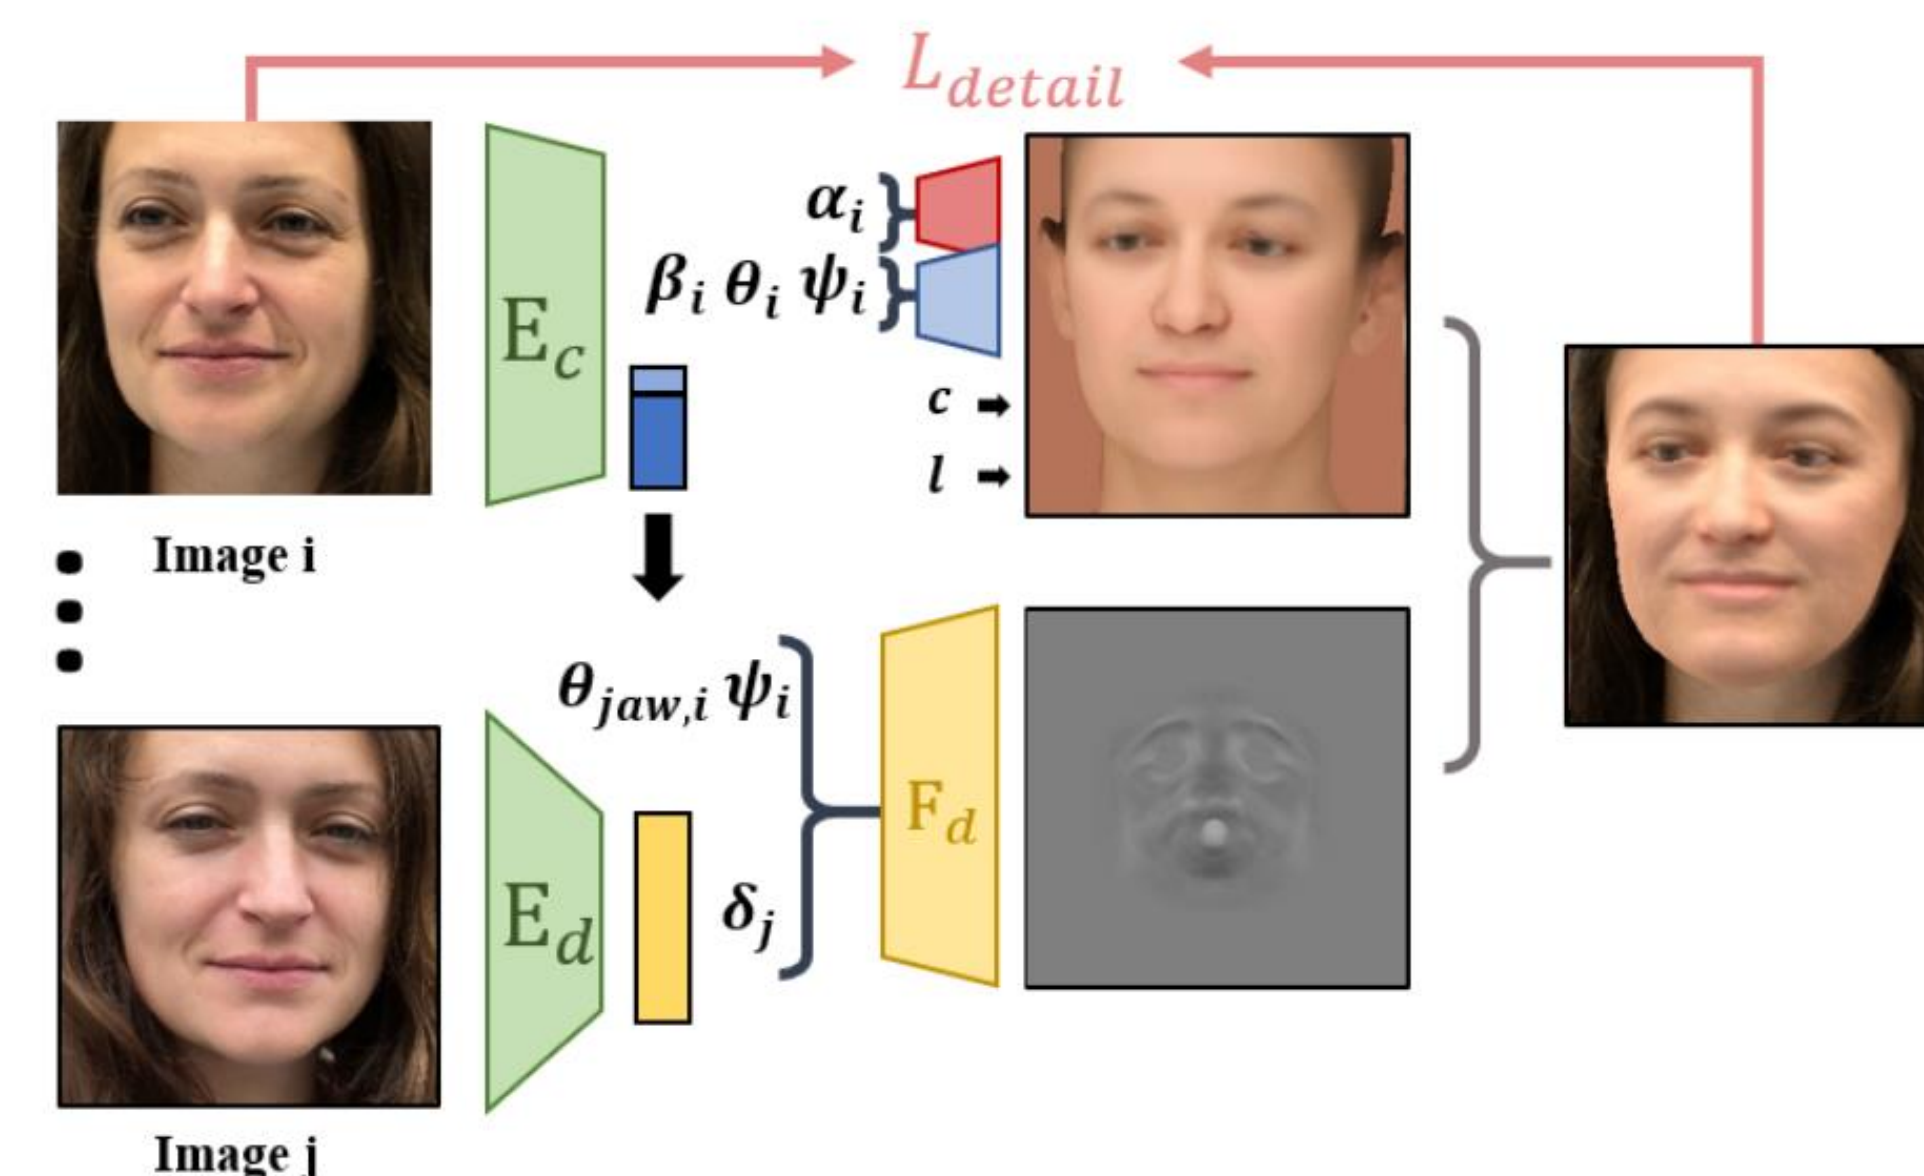 L_detail
α_i
β_i θ_i ψ_i
E_c
c
l
Image i
θ_jaw,i ψ_i
F_d
E_d
δ_j
Image j